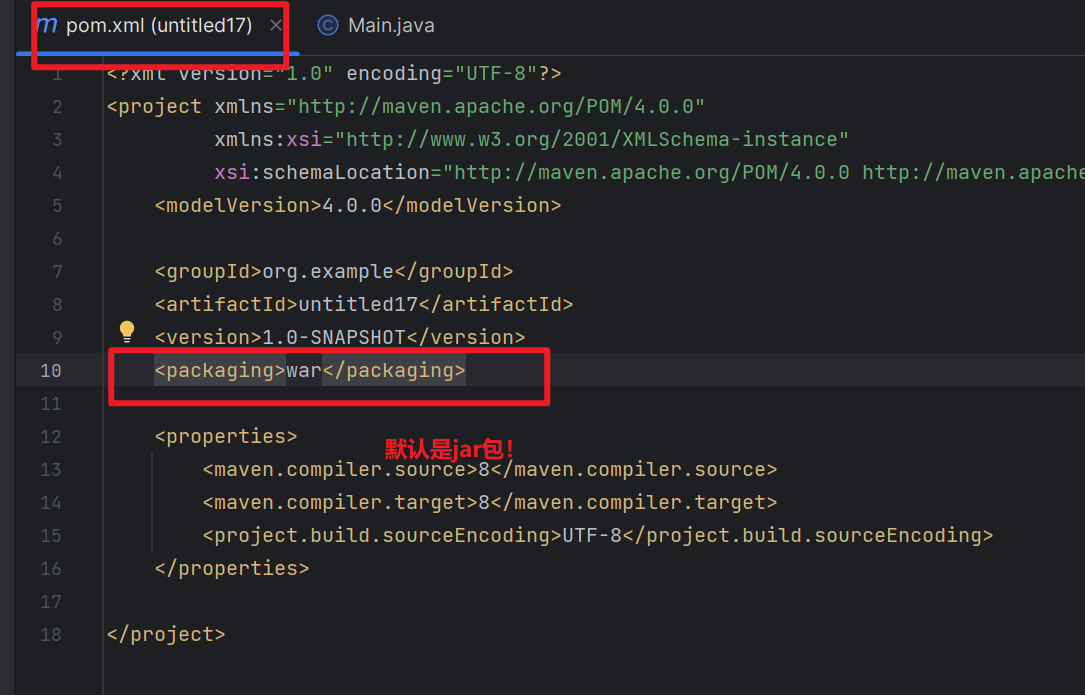 pom.xml (untitled17)
Main.java
1 <?xml version="1.0" encoding="UTF-8"?>
2 <project xmlns="http://maven.apache.org/POM/4.0.0"
3 xmlns:xsi="http://www.w3.org/2001/XMLSchema-instance"
4 xsi:schemaLocation="http://maven.apache.org/POM/4.0.0 http://maven.apache
5 <modelVersion>4.0.0</modelVersion>
6
7 <groupId>org.example</groupId>
8 <artifactId>untitled17</artifactId>
9 <version>1.0-SNAPSHOT</version>
10 <packaging>war</packaging>
11
12 <properties>
默认是jar包！
13 <maven.compiler.source>8</maven.compiler.source>
14 <maven.compiler.target>8</maven.compiler.target>
15 <project.build.sourceEncoding>UTF-8</project.build.sourceEncoding>
16 </properties>
17
18 </project>